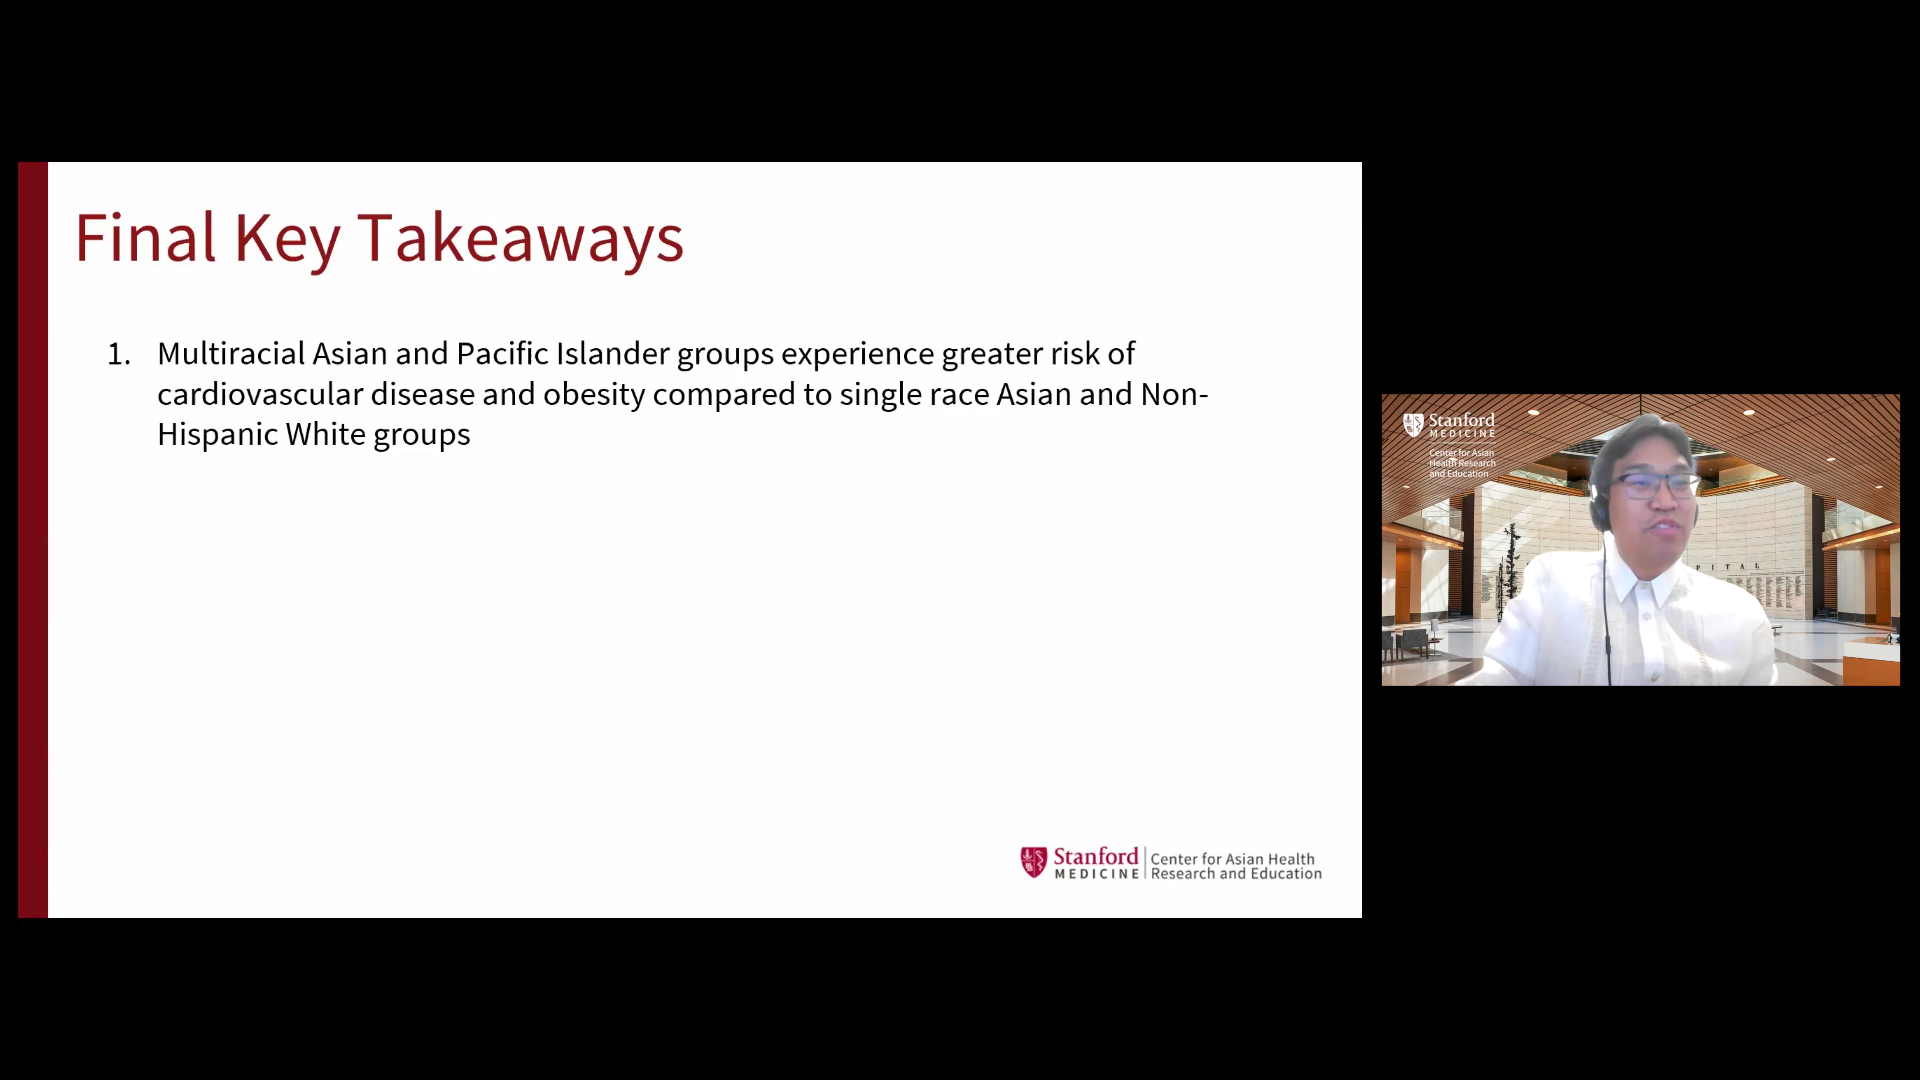 Final Key Takeaways
1. Multiracial Asian and Pacific Islander groups experience greater risk of
cardiovascular disease and obesity compared to single race Asian and Non-
Hispanic White groups
Stanford
MEDICINE
Center for Asian Health
Research and Education
Stanford
MEDICINE
Center for Asian
Health Research
and Education
PITAL